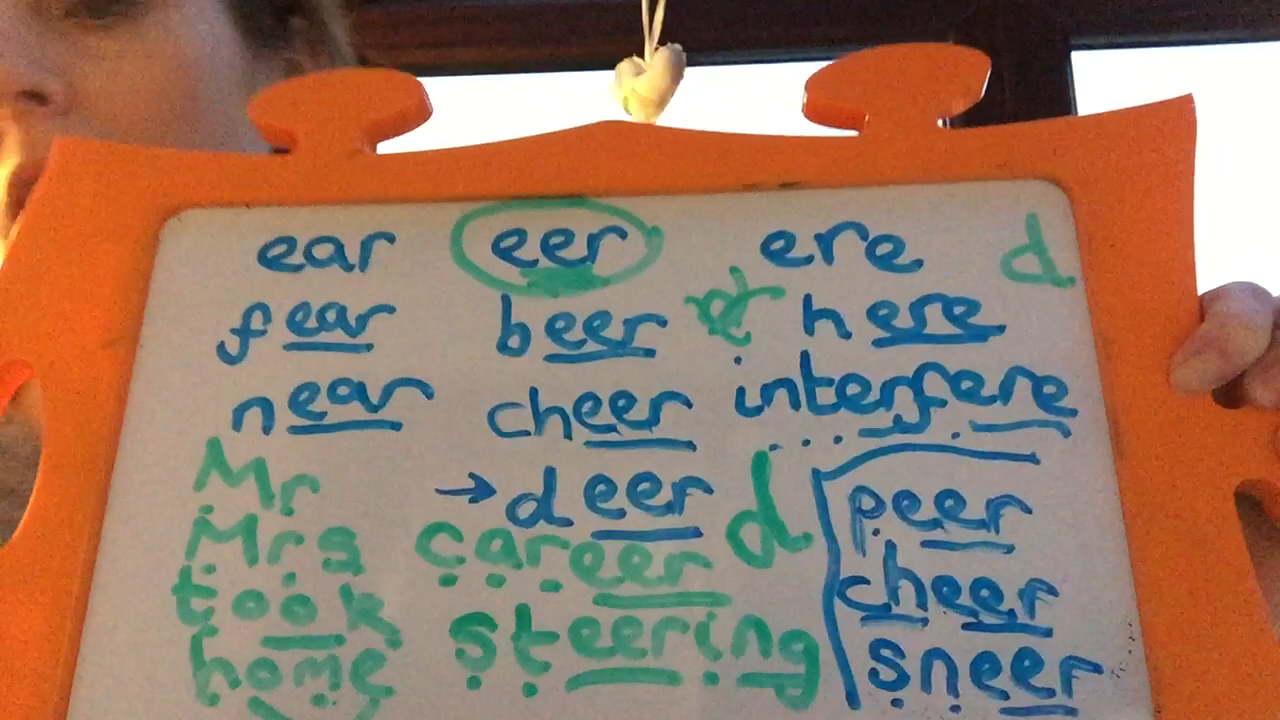 ear eer ere d
fear beer here
near cheer interfere
Mr → deer d peer
Mrs career cheer
took steering sneer
home